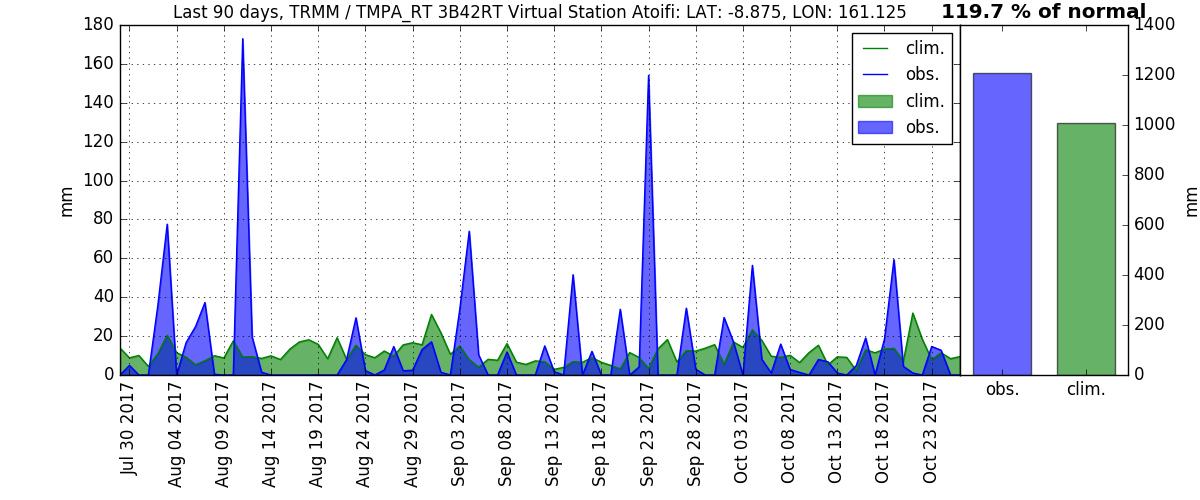 Last 90 days, TRMM / TMPA_RT 3B42RT Virtual Station Atoifi: LAT: -8.875, LON: 161.125
119.7 % of normal
180
160
140
120
100
80
60
40
20
0
mm
clim.
obs.
clim.
obs.
Jul 30 2017
Aug 04 2017
Aug 09 2017
Aug 14 2017
Aug 19 2017
Aug 24 2017
Aug 29 2017
Sep 03 2017
Sep 08 2017
Sep 13 2017
Sep 18 2017
Sep 23 2017
Sep 28 2017
Oct 03 2017
Oct 08 2017
Oct 13 2017
Oct 18 2017
Oct 23 2017
1400
1200
1000
800
600
400
200
0
mm
obs.
clim.